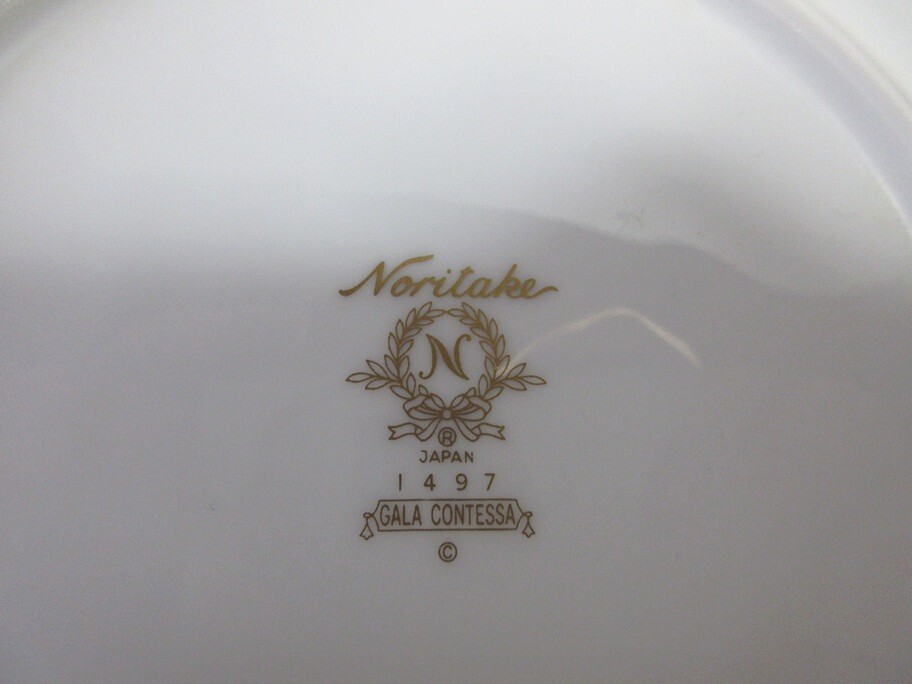 Noritake
N
®
JAPAN
1497
GALA CONTESSA
©